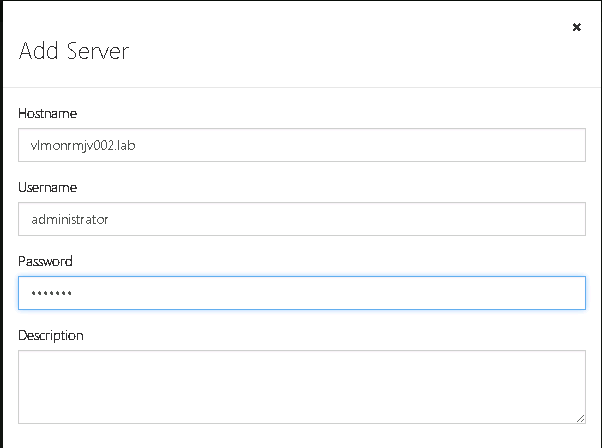 Add Server
Hostname
vlmonrmjv002.lab
Username
administrator
Password
•••••••
Description